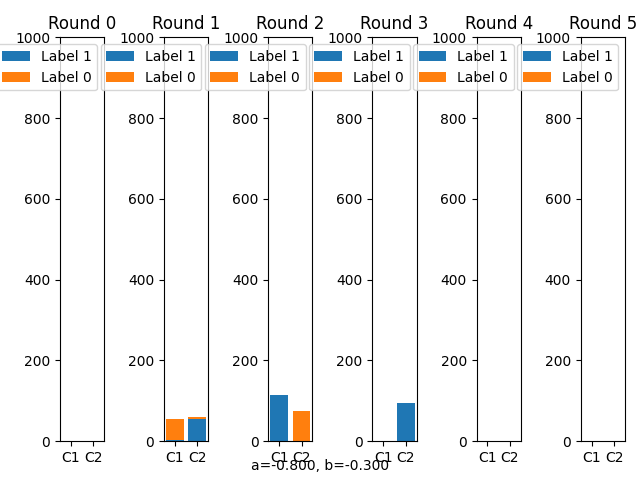 Round 0 Round 1 Round 2 Round 3 Round 4 Round 5
1000 1000 1000 1000 1000 1000
Label 1 Label 1 Label 1 Label 1 Label 1 Label 1
Label 0 Label 0 Label 0 Label 0 Label 0 Label 0
800 800 800 800 800 800
600 600 600 600 600 600
400 400 400 400 400 400
200 200 200 200 200 200
0 0 0 0 0 0
C1 C2 C1 C2 C1 C2 C1 C2 C1 C2 C1 C2
a=-0.800, b=-0.300